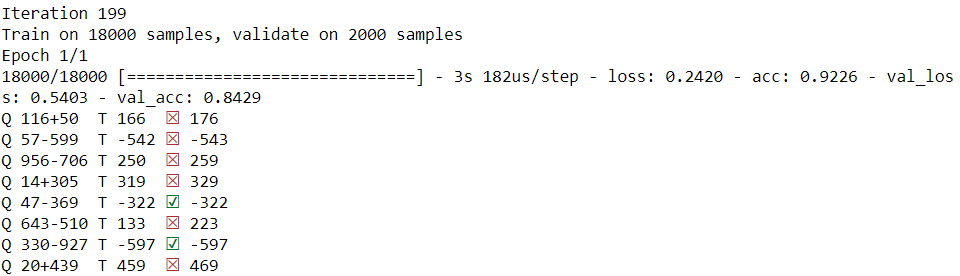 Iteration 199
Train on 18000 samples, validate on 2000 samples
Epoch 1/1
18000/18000 [==============================] - 3s 182us/step - loss: 0.2420 - acc: 0.9226 - val_los
s: 0.5403 - val_acc: 0.8429
Q 116+50  T 166  ☒ 176
Q 57-599  T -542 ☒ -543
Q 956-706 T 250  ☒ 259
Q 14+305  T 319  ☒ 329
Q 47-369  T -322 ☑ -322
Q 643-510 T 133  ☒ 223
Q 330-927 T -597 ☑ -597
Q 20+439  T 459  ☒ 469